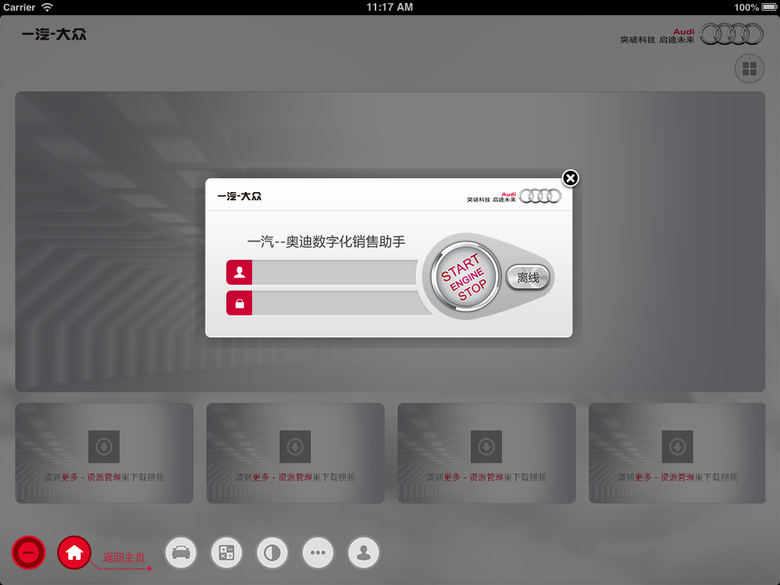 Carrier 11:17 AM 100%
一汽-大众
Audi
突破科技 启迪未来
一汽-大众
Audi
突破科技 启迪未来
一汽--奥迪数字化销售助手
START
ENGINE
STOP
离线
请到更多 - 资源管理里下载视频
请到更多 - 资源管理里下载视频
请到更多 - 资源管理里下载视频
请到更多 - 资源管理里下载视频
返回主页